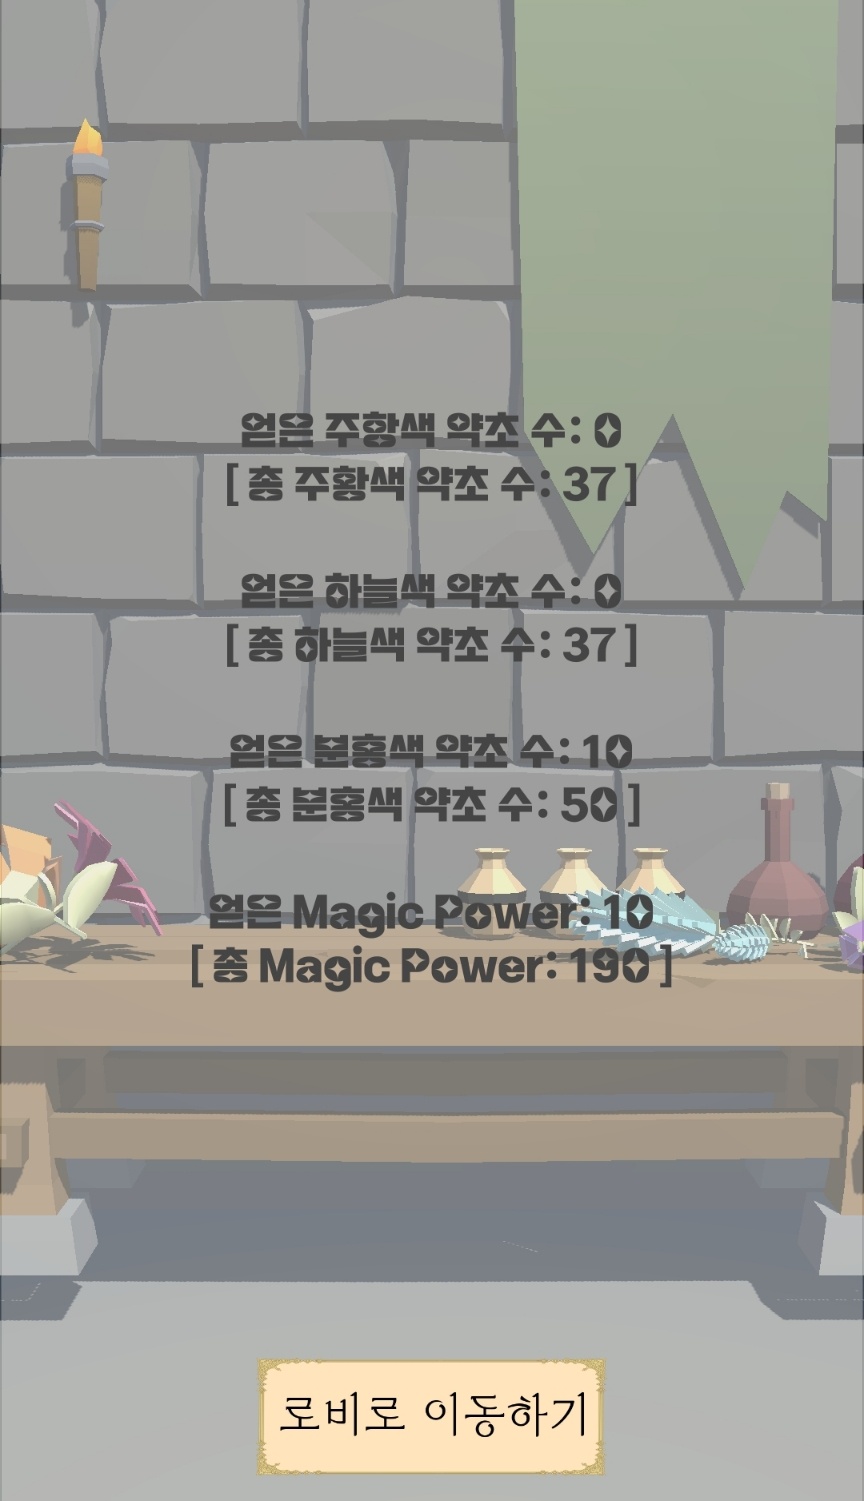 얻은 주황색 약초 수: 0
[ 총 주황색 약초 수: 37 ]
얻은 하늘색 약초 수: 0
[ 총 하늘색 약초 수: 37 ]
얻은 분홍색 약초 수: 10
[ 총 분홍색 약초 수: 50 ]
얻은 Magic Power: 10
[ 총 Magic Power: 190 ]
로비로 이동하기